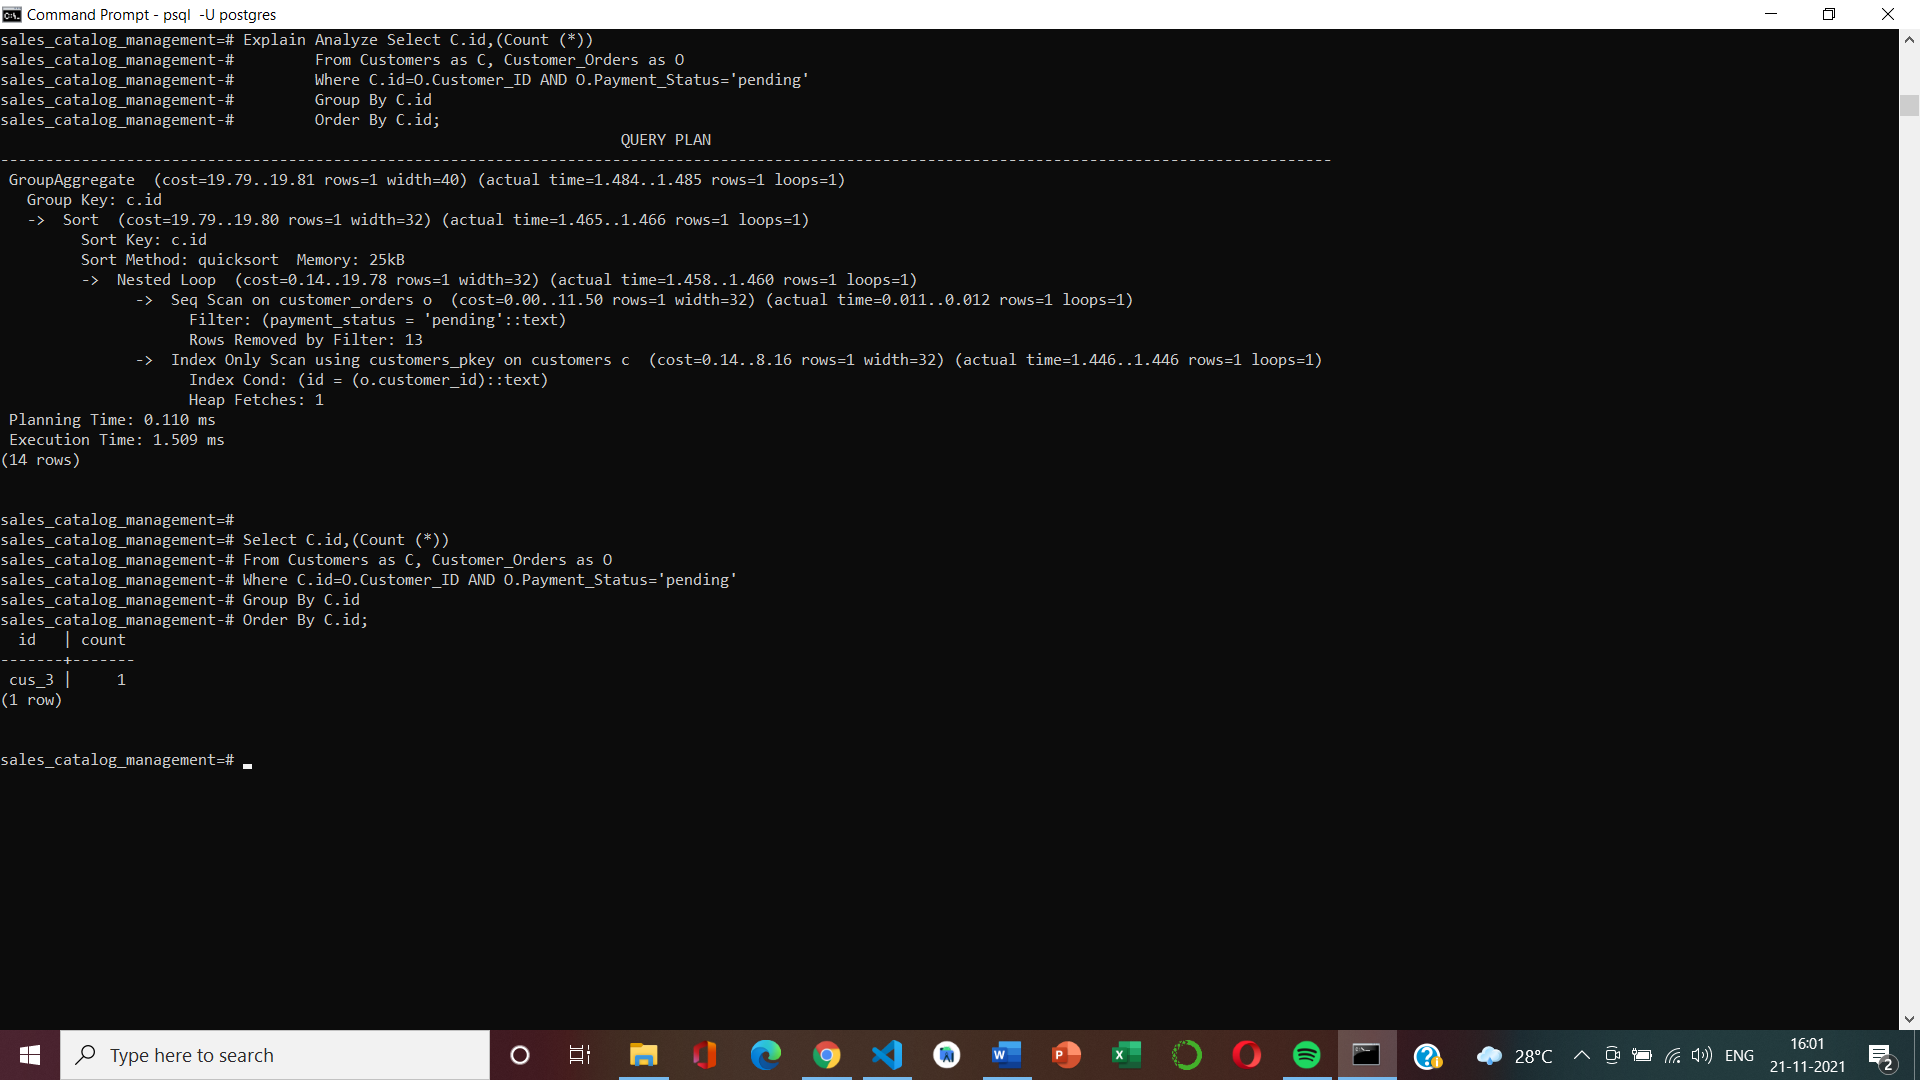 Command Prompt - psql  -U postgres
sales_catalog_management=# Explain Analyze Select C.id,(Count (*))
sales_catalog_management-#         From Customers as C, Customer_Orders as O
sales_catalog_management-#         Where C.id=O.Customer_ID AND O.Payment_Status='pending'
sales_catalog_management-#         Group By C.id
sales_catalog_management-#         Order By C.id;
QUERY PLAN
----------------------------------------------------------------------------------------------------------------------------------------------------
 GroupAggregate  (cost=19.79..19.81 rows=1 width=40) (actual time=1.484..1.485 rows=1 loops=1)
   Group Key: c.id
   ->  Sort  (cost=19.79..19.80 rows=1 width=32) (actual time=1.465..1.466 rows=1 loops=1)
         Sort Key: c.id
         Sort Method: quicksort  Memory: 25kB
         ->  Nested Loop  (cost=0.14..19.78 rows=1 width=32) (actual time=1.458..1.460 rows=1 loops=1)
               ->  Seq Scan on customer_orders o  (cost=0.00..11.50 rows=1 width=32) (actual time=0.011..0.012 rows=1 loops=1)
                     Filter: (payment_status = 'pending'::text)
                     Rows Removed by Filter: 13
               ->  Index Only Scan using customers_pkey on customers c  (cost=0.14..8.16 rows=1 width=32) (actual time=1.446..1.446 rows=1 loops=1)
                     Index Cond: (id = (o.customer_id)::text)
                     Heap Fetches: 1
 Planning Time: 0.110 ms
 Execution Time: 1.509 ms
(14 rows)
sales_catalog_management=#
sales_catalog_management=# Select C.id,(Count (*))
sales_catalog_management-# From Customers as C, Customer_Orders as O
sales_catalog_management-# Where C.id=O.Customer_ID AND O.Payment_Status='pending'
sales_catalog_management-# Group By C.id
sales_catalog_management-# Order By C.id;
  id   | count
-------+-------
 cus_3 |     1
(1 row)
sales_catalog_management=#
Type here to search
28°C
ENG
16:01
21-11-2021
2